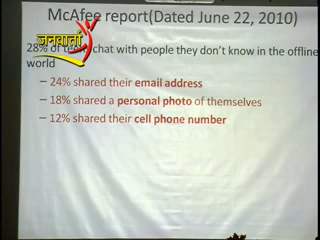 McAfee report(Dated June 22, 2010)
जनवार्ता
28% of teens chat with people they don't know in the offline
world
– 24% shared their email address
– 18% shared a personal photo of themselves
– 12% shared their cell phone number